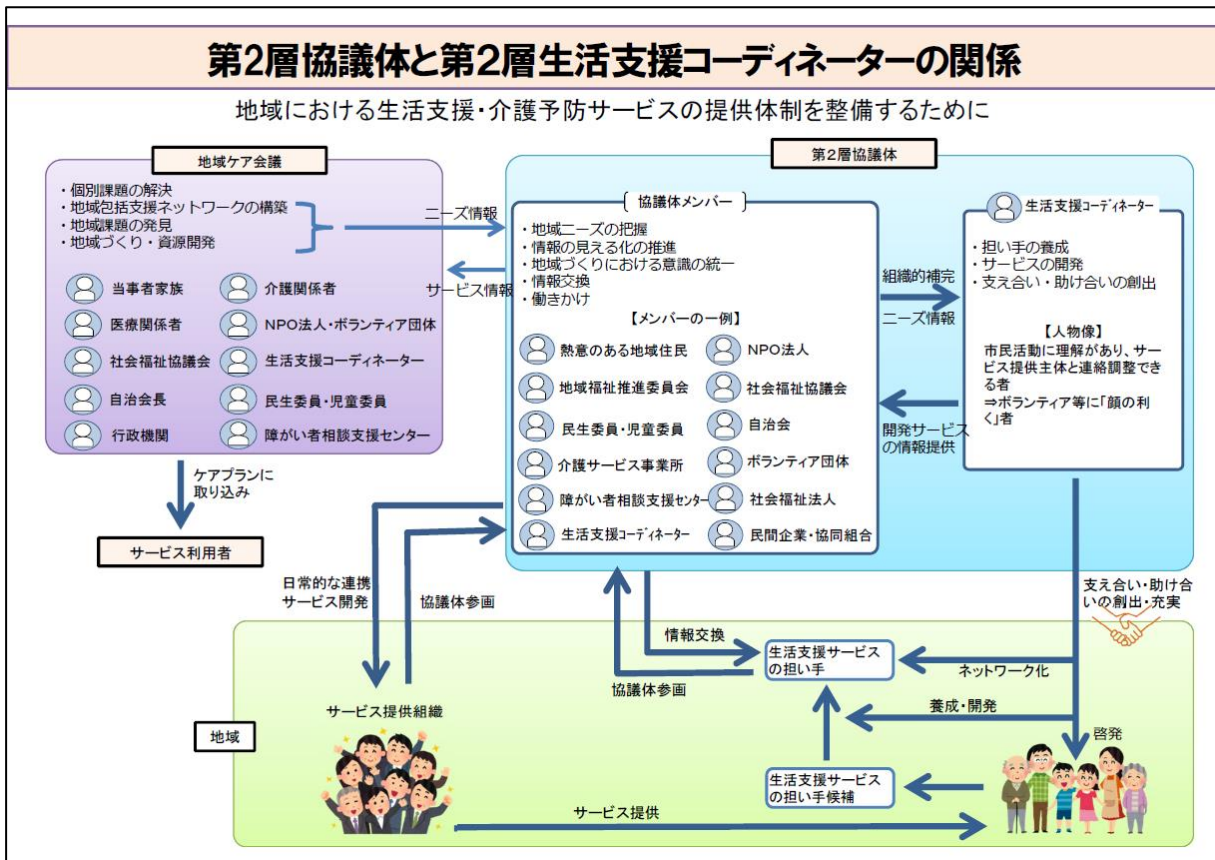 第2層協議体と第2層生活支援コーディネーターの関係
地域における生活支援・介護予防サービスの提供体制を整備するために
地域ケア会議
・個別課題の解決
・地域包括支援ネットワークの構築
・地域課題の発見
・地域づくり・資源開発
当事者家族
介護関係者
医療関係者
NPO法人・ボランティア団体
社会福祉協議会
生活支援コーディネーター
自治会長
民生委員・児童委員
行政機関
障がい者相談支援センター
ニーズ情報
サービス情報
ケアプランに
取り込み
サービス利用者
第2層協議体
協議体メンバー
・地域ニーズの把握
・情報の見える化の推進
・地域づくりにおける意識の統一
・情報交換
・働きかけ
【メンバーの一例】
熱意のある地域住民
NPO法人
地域福祉推進委員会
社会福祉協議会
民生委員・児童委員
自治会
介護サービス事業所
ボランティア団体
障がい者相談支援センター
社会福祉法人
生活支援コーディネーター
民間企業・協同組合
組織的補完
ニーズ情報
開発サービス
の情報提供
生活支援コーディネーター
・担い手の養成
・サービスの開発
・支え合い・助け合いの創出
【人物像】
市民活動に理解があり、サー
ビス提供主体と連絡調整でき
る者
⇒ボランティア等に「顔の利
く」者
日常的な連携
サービス開発
協議体参画
情報交換
協議体参画
支え合い・助け合
いの創出・充実
地域
サービス提供組織
生活支援サービス
の担い手
ネットワーク化
養成・開発
啓発
生活支援サービス
の担い手候補
サービス提供